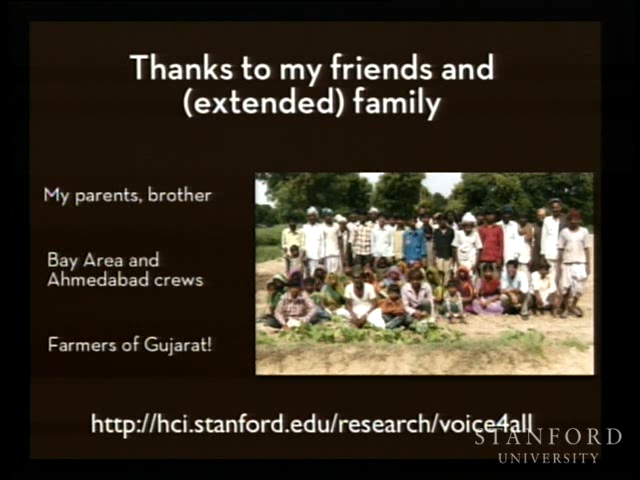 Thanks to my friends and
(extended) family
My parents, brother
Bay Area and
Ahmedabad crews
Farmers of Gujarat!
http://hci.stanford.edu/research/voice4all
STANFORD
UNIVERSITY